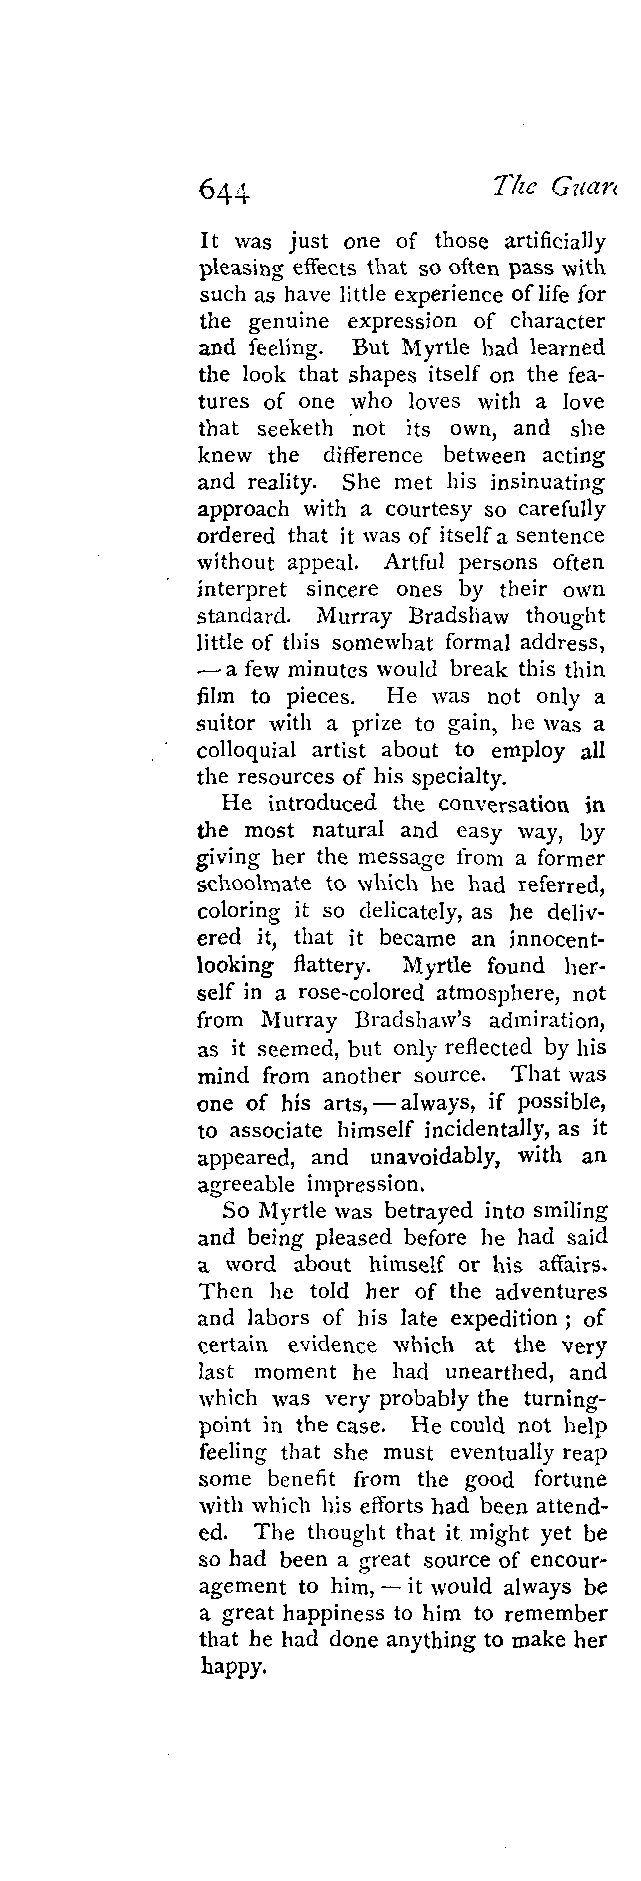 644 The Guar
It was just one of those artificially
pleasing effects that so often pass with
such as have little experience of life for
the genuine expression of character
and feeling. But Myrtle had learned
the look that shapes itself on the fea-
tures of one who loves with a love
that seeketh not its own, and she
knew the difference between acting
and reality. She met his insinuating
approach with a courtesy so carefully
ordered that it was of itself a sentence
without appeal. Artful persons often
interpret sincere ones by their own
standard. Murray Bradshaw thought
little of this somewhat formal address,
— a few minutes would break this thin
film to pieces. He was not only a
suitor with a prize to gain, he was a
colloquial artist about to employ all
the resources of his specialty.
He introduced the conversation in
the most natural and easy way, by
giving her the message from a former
schoolmate to which he had referred,
coloring it so delicately, as he deliv-
ered it, that it became an innocent-
looking flattery. Myrtle found her-
self in a rose-colored atmosphere, not
from Murray Bradshaw's admiration,
as it seemed, but only reflected by his
mind from another source. That was
one of his arts, — always, if possible,
to associate himself incidentally, as it
appeared, and unavoidably, with an
agreeable impression.
So Myrtle was betrayed into smiling
and being pleased before he had said
a word about himself or his affairs.
Then he told her of the adventures
and labors of his late expedition ; of
certain evidence which at the very
last moment he had unearthed, and
which was very probably the turning-
point in the case. He could not help
feeling that she must eventually reap
some benefit from the good fortune
with which his efforts had been attend-
ed. The thought that it might yet be
so had been a great source of encour-
agement to him, — it would always be
a great happiness to him to remember
that he had done anything to make her
happy.